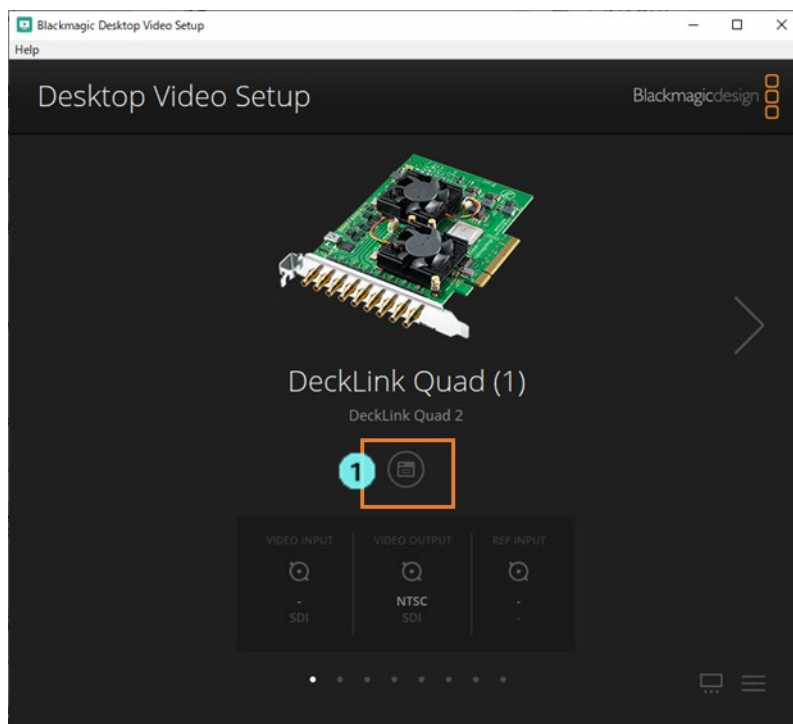 Blackmagic Desktop Video Setup
Help
Desktop Video Setup
Blackmagicdesign
DeckLink Quad (1)
DeckLink Quad 2
1
VIDEO INPUT VIDEO OUTPUT REF INPUT
- NTSC -
SDI SDI -